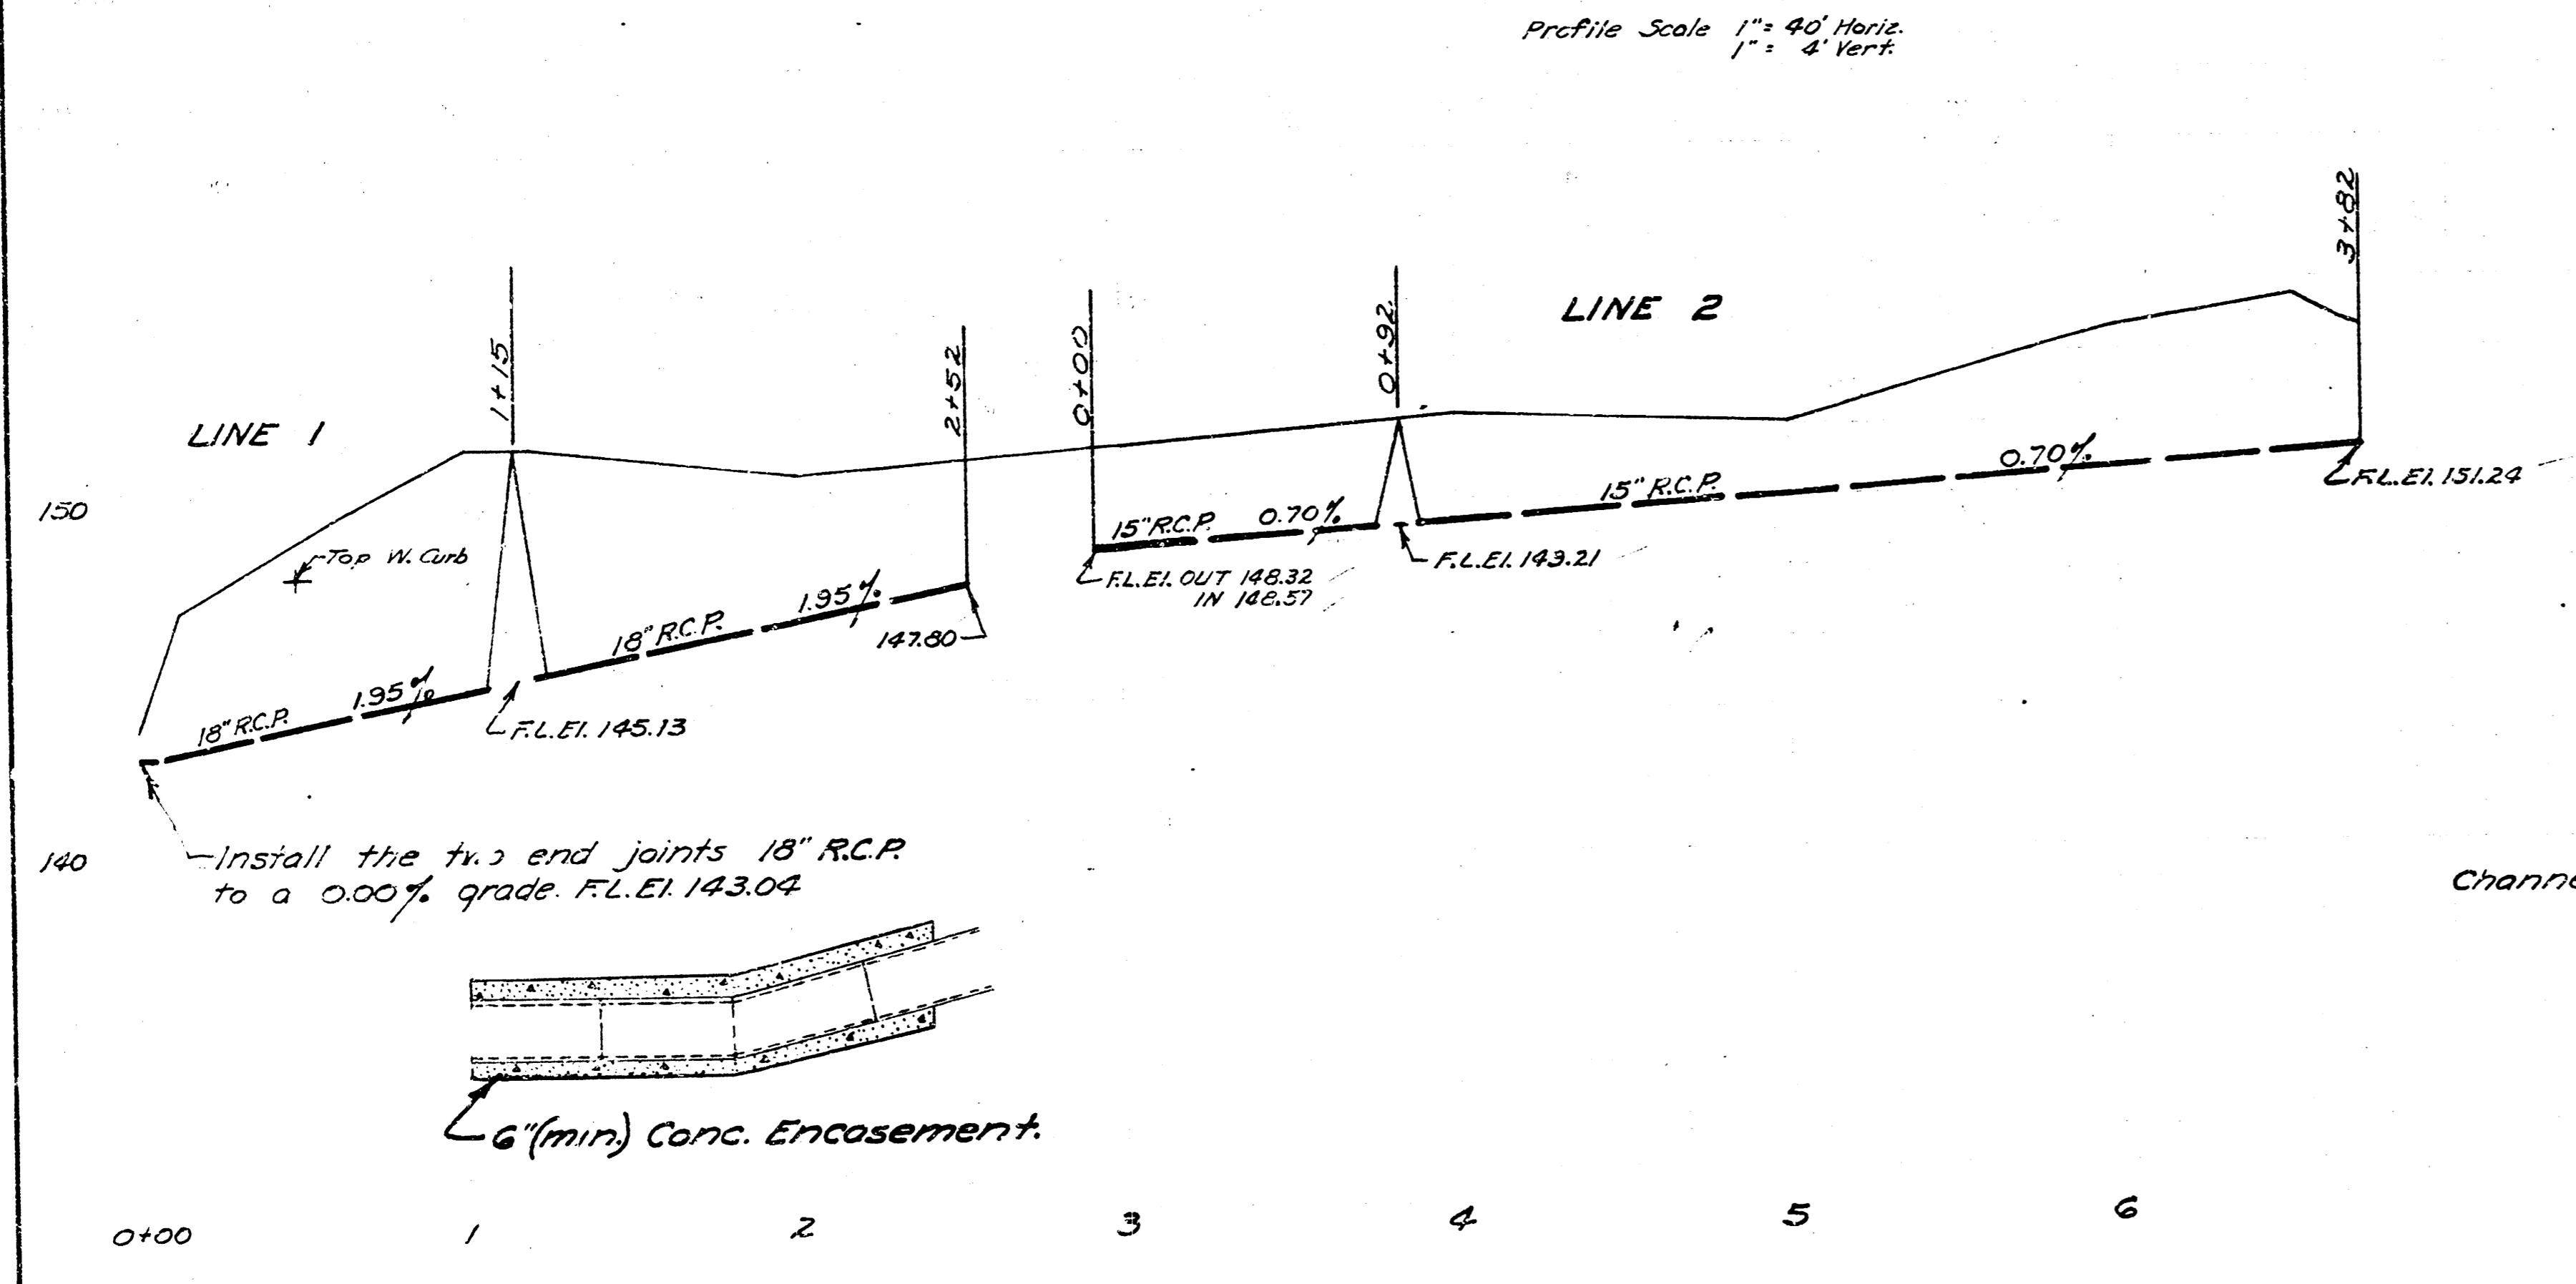 Profile Scale 1"= 40' Horiz.
1"= 4' Vert.
3+82
LINE 2
0+92
0+00
2+52
1+15
LINE 1
150
Top W. Curb
0.70%
15" R.C.P.
F.L.El. 151.24
15" R.C.P. 0.70%
F.L.El. 143.21
F.L.El. OUT 148.32
IN 148.57
1.95%
18" R.C.P.
147.80
1.95%
18" R.C.P.
F.L.El. 145.13
140
Install the two end joints 18" R.C.P.
to a 0.00% grade. F.L.El. 143.04
Channe
6"(min.) Conc. Encasement.
0+00 1 2 3 4 5 6